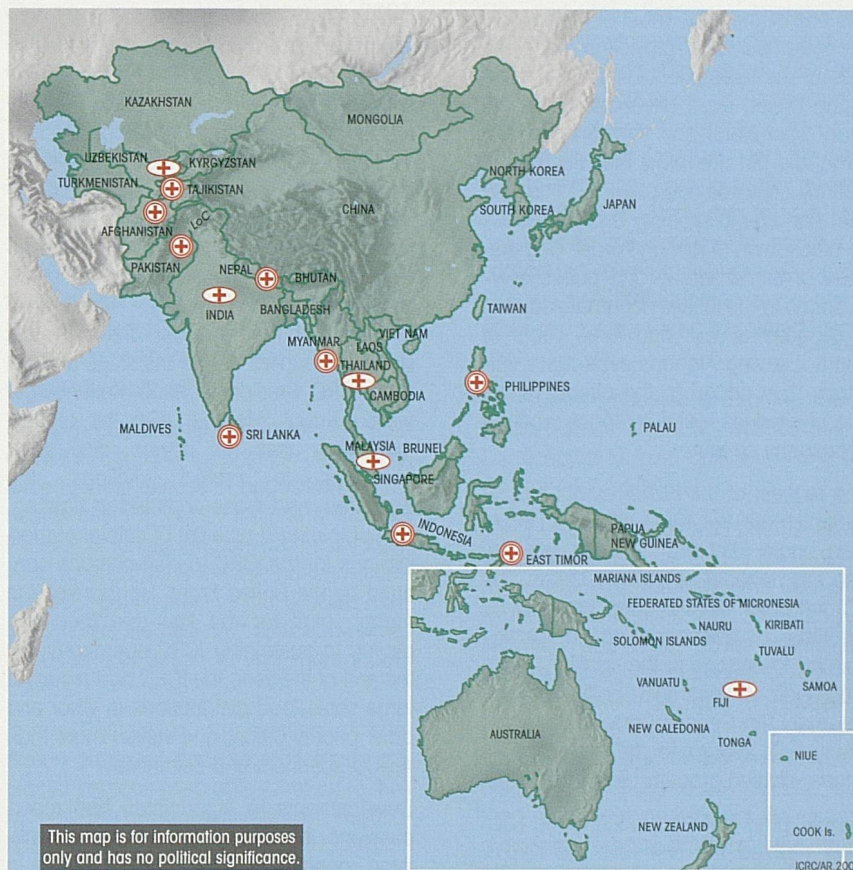 KAZAKHSTAN
MONGOLIA
UZBEKISTAN
KYRGYZSTAN
TURKMENISTAN
TAJIKISTAN
NORTH KOREA
SOUTH KOREA
JAPAN
CHINA
LoC
AFGHANISTAN
PAKISTAN
NEPAL
BHUTAN
INDIA
BANGLADESH
TAIWAN
MYANMAR
VIET NAM
LAOS
THAILAND
CAMBODIA
PHILIPPINES
MALDIVES
SRI LANKA
PALAU
MALAYSIA
BRUNEI
SINGAPORE
INDONESIA
PAPUA
NEW GUINEA
EAST TIMOR
MARIANA ISLANDS
FEDERATED STATES OF MICRONESIA
NAURU
KIRIBATI
SOLOMON ISLANDS
TUVALU
VANUATU
SAMOA
FIJI
NEW CALEDONIA
AUSTRALIA
TONGA
NIUE
NEW ZEALAND
COOK Is.
This map is for information purposes
only and has no political significance.
ICRC/AR 200